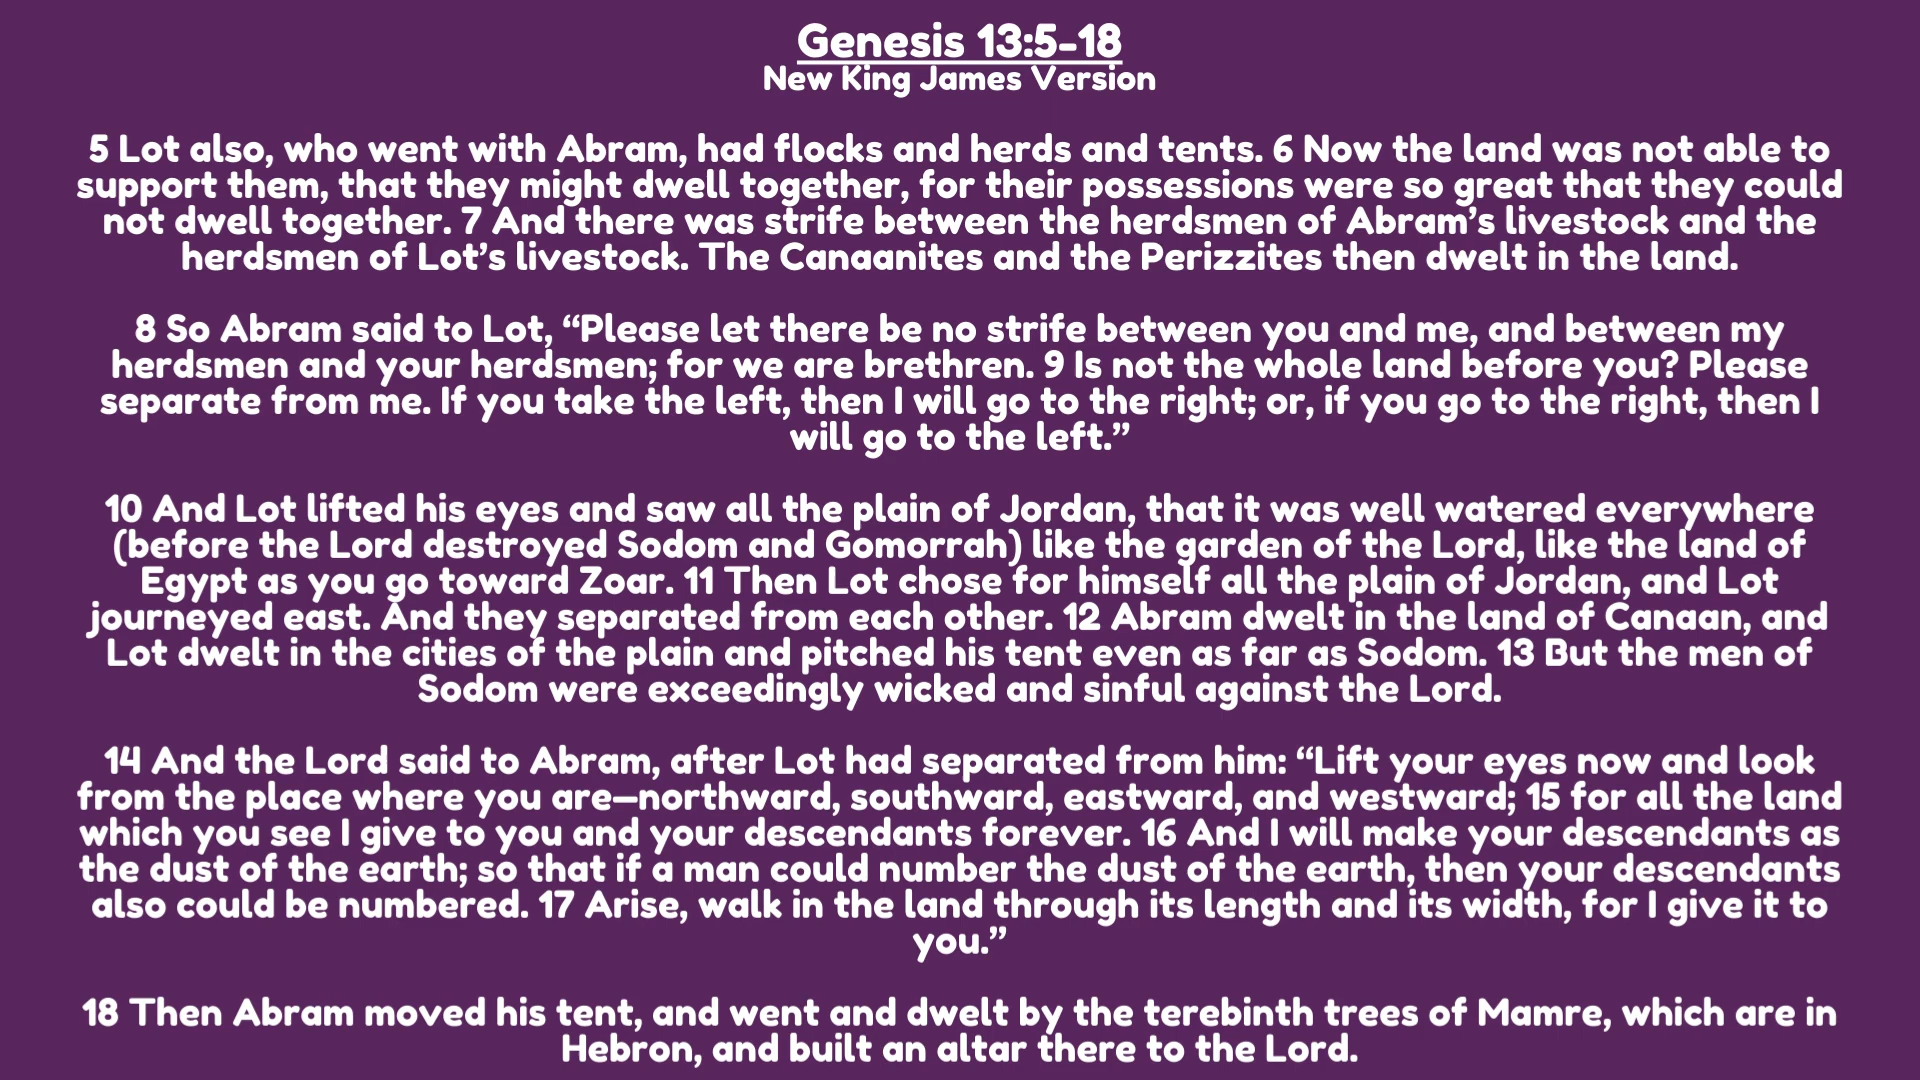 Genesis 13:5-18
New King James Version
5 Lot also, who went with Abram, had flocks and herds and tents. 6 Now the land was not able to
support them, that they might dwell together, for their possessions were so great that they could
not dwell together. 7 And there was strife between the herdsmen of Abram’s livestock and the
herdsmen of Lot’s livestock. The Canaanites and the Perizzites then dwelt in the land.
8 So Abram said to Lot, “Please let there be no strife between you and me, and between my
herdsmen and your herdsmen; for we are brethren. 9 Is not the whole land before you? Please
separate from me. If you take the left, then I will go to the right; or, if you go to the right, then I
will go to the left.”
10 And Lot lifted his eyes and saw all the plain of Jordan, that it was well watered everywhere
(before the Lord destroyed Sodom and Gomorrah) like the garden of the Lord, like the land of
Egypt as you go toward Zoar. 11 Then Lot chose for himself all the plain of Jordan, and Lot
journeyed east. And they separated from each other. 12 Abram dwelt in the land of Canaan, and
Lot dwelt in the cities of the plain and pitched his tent even as far as Sodom. 13 But the men of
Sodom were exceedingly wicked and sinful against the Lord.
14 And the Lord said to Abram, after Lot had separated from him: “Lift your eyes now and look
from the place where you are—northward, southward, eastward, and westward; 15 for all the land
which you see I give to you and your descendants forever. 16 And I will make your descendants as
the dust of the earth; so that if a man could number the dust of the earth, then your descendants
also could be numbered. 17 Arise, walk in the land through its length and its width, for I give it to
you.”
18 Then Abram moved his tent, and went and dwelt by the terebinth trees of Mamre, which are in
Hebron, and built an altar there to the Lord.